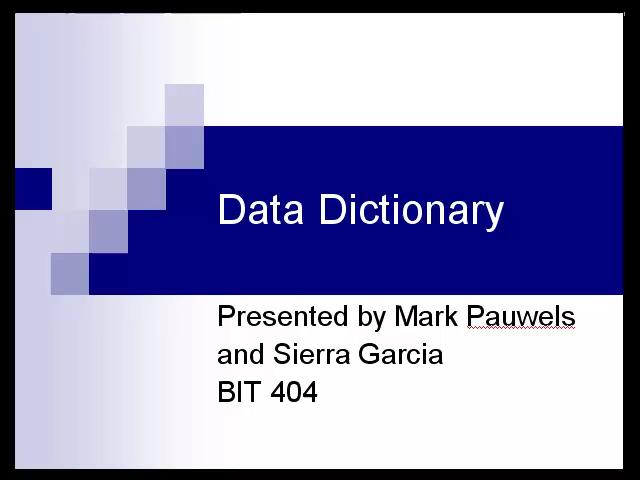 Data Dictionary
Presented by Mark Pauwels
and Sierra Garcia
BIT 404